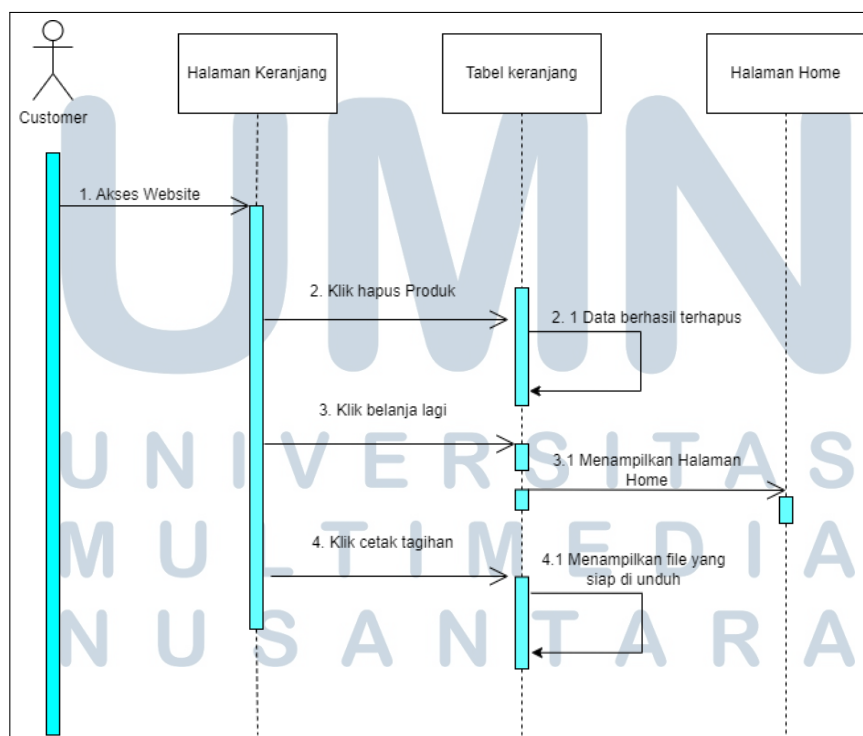 Halaman Keranjang
Tabel keranjang
Halaman Home
Customer
UMN
1. Akses Website
2. Klik hapus Produk
2. 1 Data berhasil terhapus
3. Klik belanja lagi
UNIVERSITAS
3.1 Menampilkan Halaman
Home
4. Klik cetak tagihan
MULTIMEDIA
4.1 Menampilkan file yang
siap di unduh
NUSANTARA